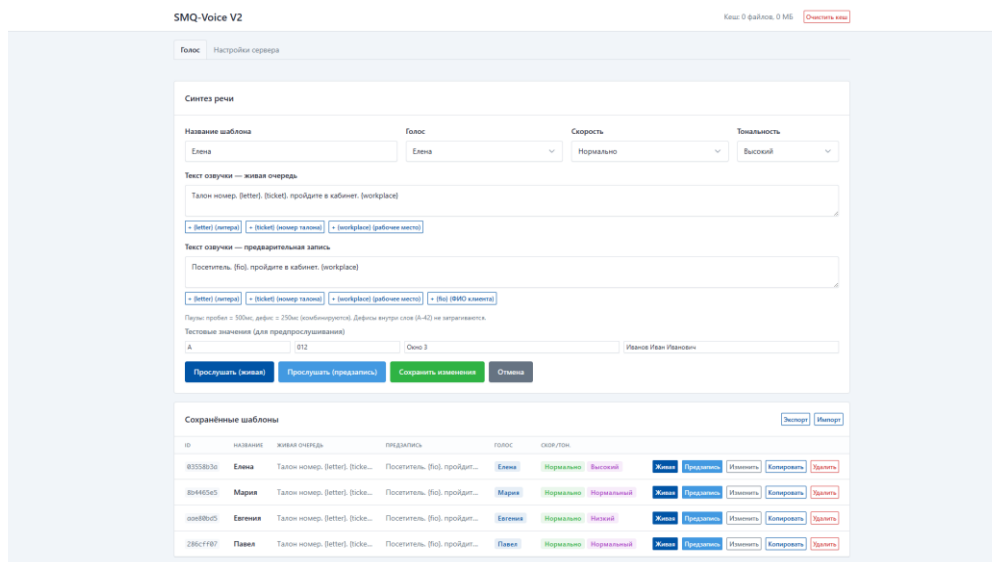 SMQ-Voice V2
Кеш: 0 файлов, 0 МБ
Очистить кеш
Голос
Настройки сервера
Синтез речи
Название шаблона
Голос
Скорость
Тональность
Елена
Елена
Нормально
Высокий
Текст озвучки — живая очередь
Талон номер. {letter}. {ticket}. пройдите в кабинет. {workplace}
+ {letter} (литера)
+ {ticket} (номер талона)
+ {workplace} (рабочее место)
Текст озвучки — предварительная запись
Посетитель. {fio}. пройдите в кабинет. {workplace}
+ {letter} (литера)
+ {ticket} (номер талона)
+ {workplace} (рабочее место)
+ {fio} (ФИО клиента)
Паузы: пробел = 500мс, дефис = 250мс (комбинируются). Дефисы внутри слов (А-42) не затрагиваются.
Тестовые значения (для предпрослушивания)
А
012
Окно 3
Иванов Иван Иванович
Прослушать (живая)
Прослушать (предзапись)
Сохранить изменения
Отмена
Сохранённые шаблоны
Экспорт
Импорт
ID
НАЗВАНИЕ
ЖИВАЯ ОЧЕРЕДЬ
ПРЕДЗАПИСЬ
ГОЛОС
СКОР./ТОН.
03558b3e
Елена
Талон номер. {letter}. {ticke...
Посетитель. {fio}. пройдит...
Елена
Нормально
Высокий
Живая
Предзапись
Изменить
Копировать
Удалить
8b4465e5
Мария
Талон номер. {letter}. {ticke...
Посетитель. {fio}. пройдит...
Мария
Нормально
Нормальный
Живая
Предзапись
Изменить
Копировать
Удалить
aae80bd5
Евгения
Талон номер. {letter}. {ticke...
Посетитель. {fio}. пройдит...
Евгения
Нормально
Низкий
Живая
Предзапись
Изменить
Копировать
Удалить
286cff07
Павел
Талон номер. {letter}. {ticke...
Посетитель. {fio}. пройдит...
Павел
Нормально
Нормальный
Живая
Предзапись
Изменить
Копировать
Удалить